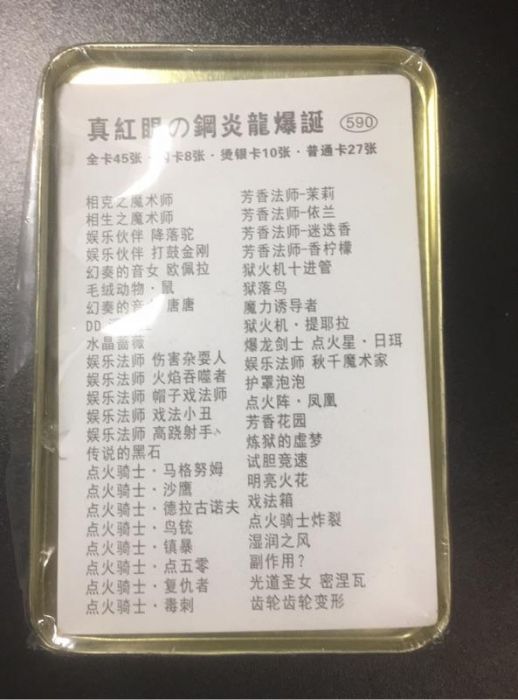 真紅眼の鋼炎龍爆誕 590
全卡45张·闪卡8张·烫银卡10张·普通卡27张
相克之魔术师
相生之魔术师
娱乐伙伴 降落驼
娱乐伙伴 打鼓金刚
幻奏的音女 欧佩拉
毛绒动物·鼠
幻奏的音 唐唐
DD
水晶蔷薇
娱乐法师 伤害杂耍人
娱乐法师 火焰吞噬者
娱乐法师 帽子戏法师
娱乐法师 戏法小丑
娱乐法师 高跷射手
传说的黑石
点火骑士·马格努姆
点火骑士·沙鹰
点火骑士·德拉古诺夫
点火骑士·鸟铳
点火骑士·镇暴
点火骑士·点五零
点火骑士·复仇者
点火骑士·毒刺
芳香法师-茉莉
芳香法师-依兰
芳香法师-迷迭香
芳香法师-香柠檬
狱火机十进管
狱落鸟
魔力诱导者
狱火机·提耶拉
爆龙剑士 点火星·日珥
娱乐法师 秋千魔术家
护罩泡泡
点火阵·凤凰
芳香花园
炼狱的虚梦
试胆竞速
明亮火花
戏法箱
点火骑士炸裂
湿润之风
副作用?
光道圣女 密涅瓦
齿轮齿轮变形